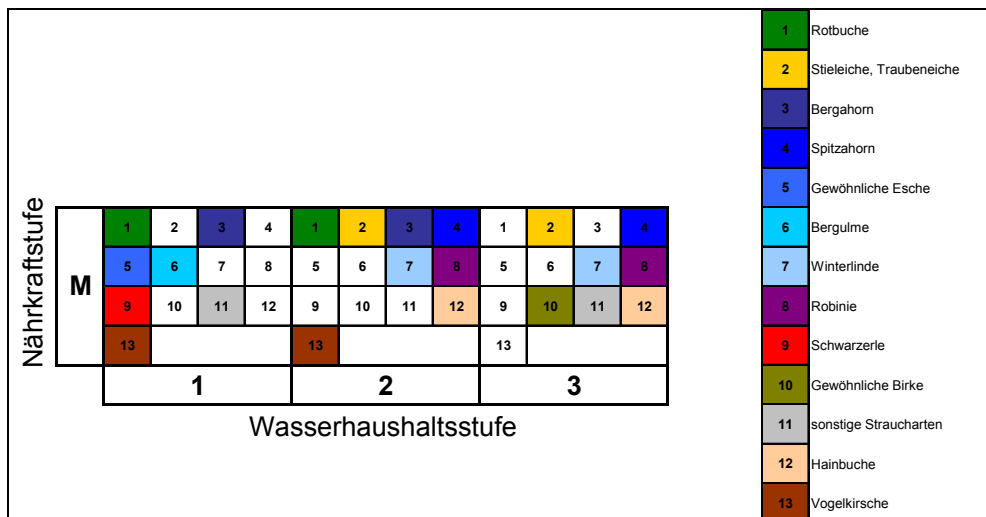 1 Rotbuche
2 Stieleiche, Traubeneiche
3 Bergahorn
4 Spitzahorn
5 Gewöhnliche Esche
6 Bergulme
7 Winterlinde
8 Robinie
9 Schwarzerle
10 Gewöhnliche Birke
11 sonstige Straucharten
12 Hainbuche
13 Vogelkirsche
Nährkraftstufe
M
1 2 3 4 1 2 3 4 1 2 3 4
5 6 7 8 5 6 7 8 5 6 7 8
9 10 11 12 9 10 11 12 9 10 11 12
13 13 13
1 2 3
Wasserhaushaltsstufe